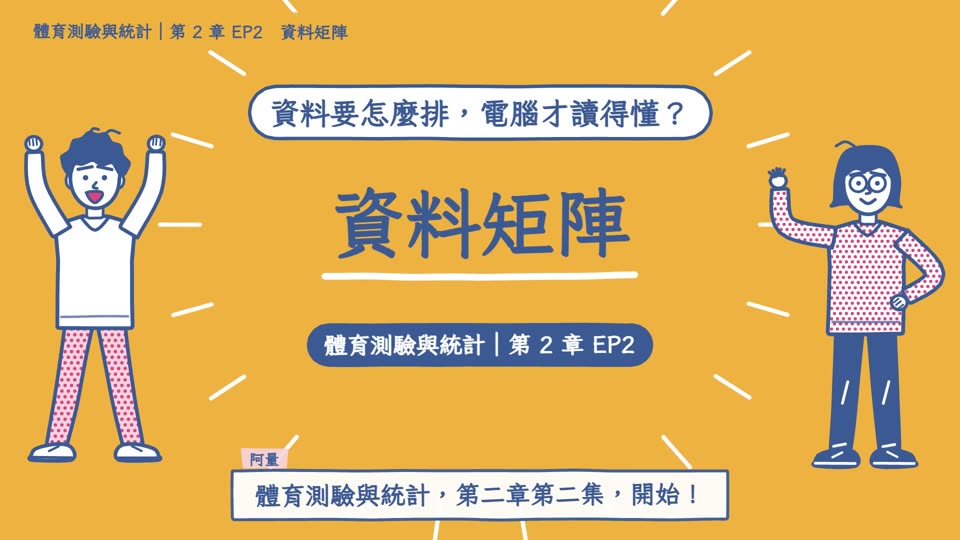 體育測驗與統計｜第 2 章 EP2　資料矩陣
資料要怎麼排，電腦才讀得懂？
資料矩陣
體育測驗與統計｜第 2 章 EP2
阿量
體育測驗與統計，第二章第二集，開始！